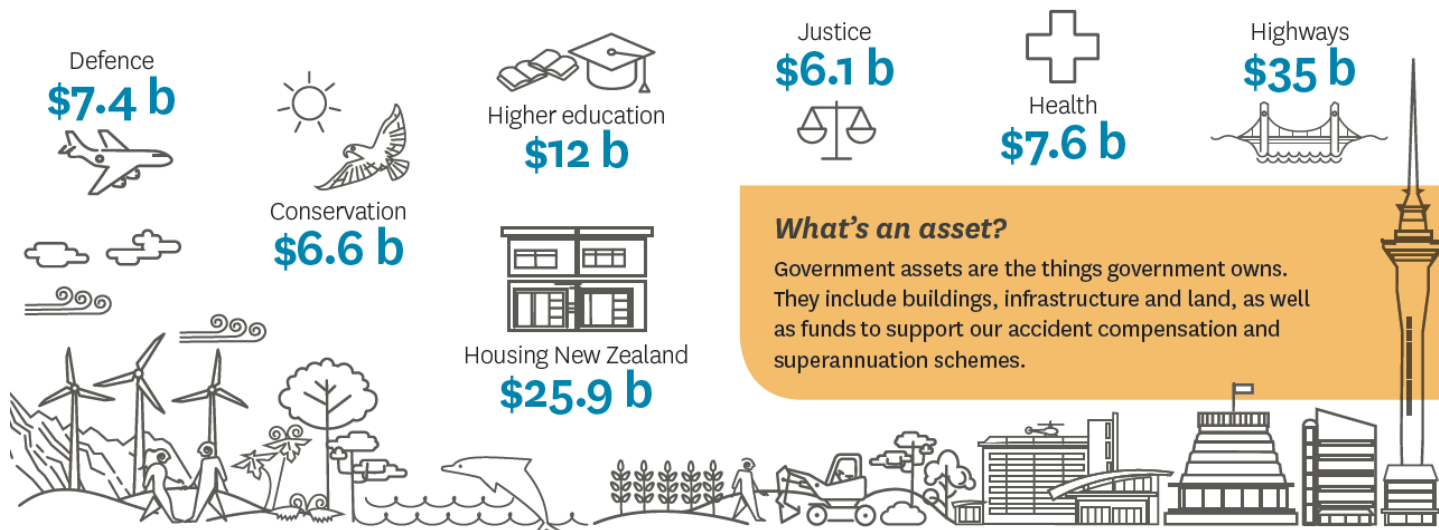 Defence
$7.4 b
Conservation
$6.6 b
Higher education
$12 b
Housing New Zealand
$25.9 b
Justice
$6.1 b
Health
$7.6 b
Highways
$35 b
What's an asset?
Government assets are the things government owns.
They include buildings, infrastructure and land, as well
as funds to support our accident compensation and
superannuation schemes.